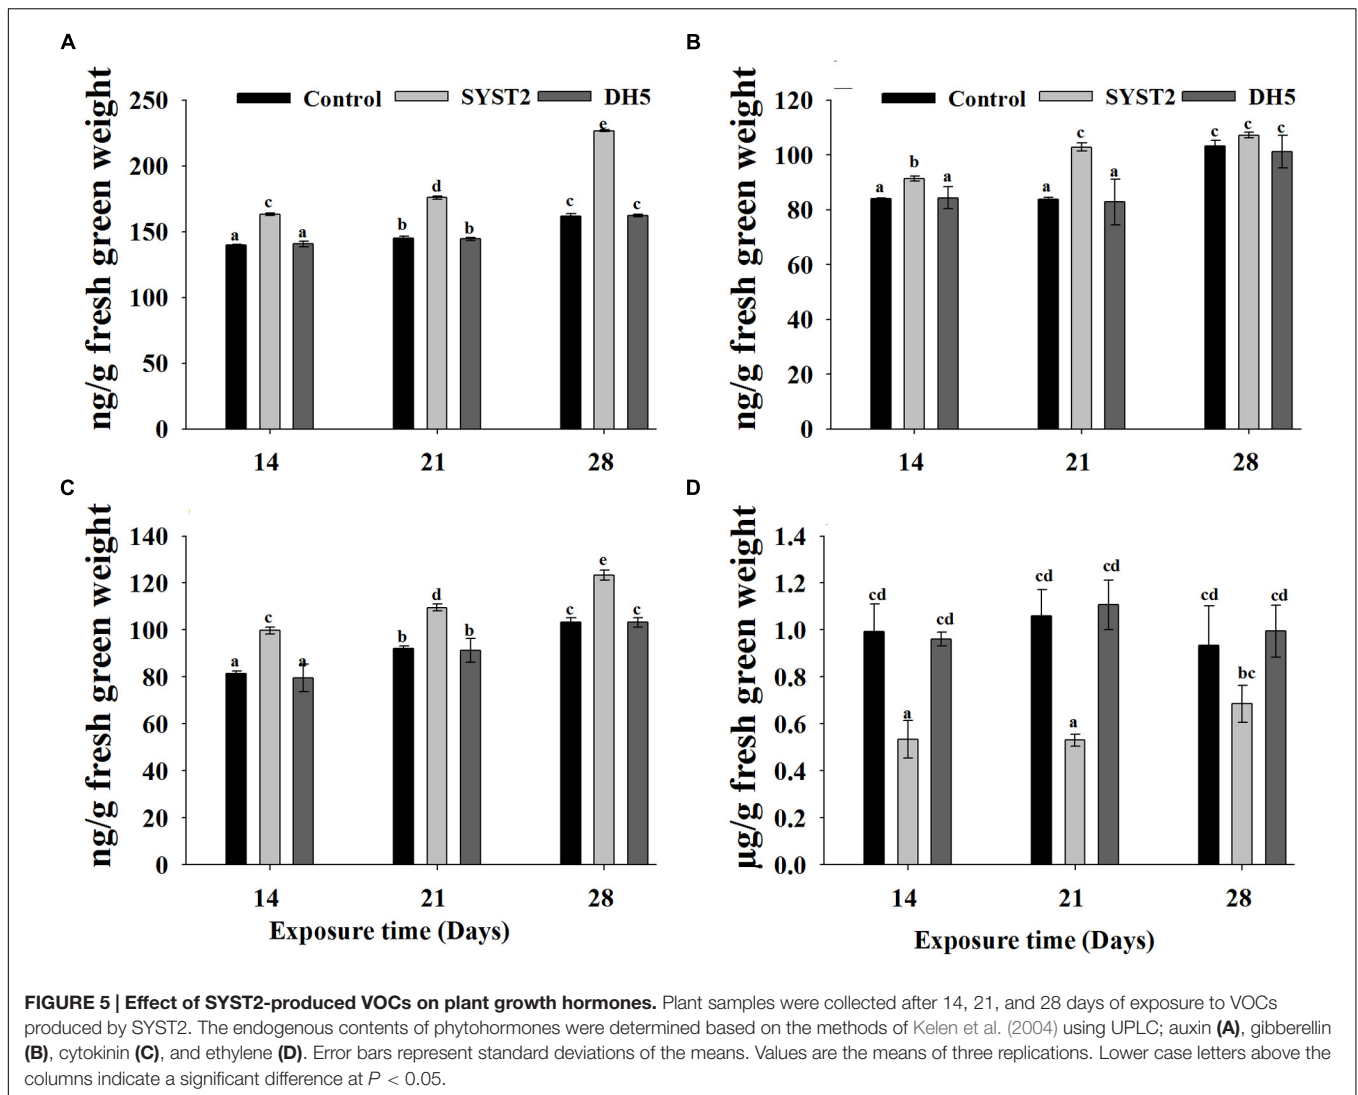 A
ng/g fresh green weight
Control SYST2 DH5
250
200
150
100
50
0
a c a
b d b
c e c
14 21 28
B
ng/g fresh green weight
Control SYST2 DH5
120
100
80
60
40
20
0
a b a
a c a
c c c
14 21 28
C
ng/g fresh green weight
140
120
100
80
60
40
20
0
a c a
b d b
c e c
14 21 28
Exposure time (Days)
D
µg/g fresh green weight
1.4
1.2
1.0
0.8
0.6
0.4
0.2
0.0
cd a cd
cd a cd
cd bc cd
14 21 28
Exposure time (Days)
FIGURE 5 | Effect of SYST2-produced VOCs on plant growth hormones. Plant samples were collected after 14, 21, and 28 days of exposure to VOCs
produced by SYST2. The endogenous contents of phytohormones were determined based on the methods of Kelen et al. (2004) using UPLC; auxin (A), gibberellin
(B), cytokinin (C), and ethylene (D). Error bars represent standard deviations of the means. Values are the means of three replications. Lower case letters above the
columns indicate a significant difference at P < 0.05.